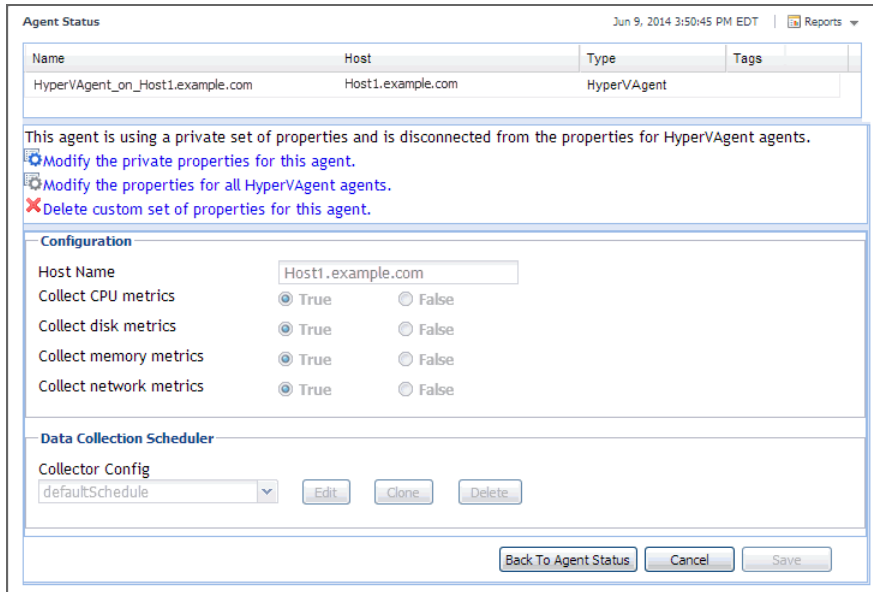 Agent Status Jun 9, 2014 3:50:45 PM EDT Reports
Name Host Type Tags
HyperVAgent_on_Host1.example.com Host1.example.com HyperVAgent
This agent is using a private set of properties and is disconnected from the properties for HyperVAgent agents.
Modify the private properties for this agent.
Modify the properties for all HyperVAgent agents.
Delete custom set of properties for this agent.
Configuration
Host Name Host1.example.com
Collect CPU metrics True False
Collect disk metrics True False
Collect memory metrics True False
Collect network metrics True False
Data Collection Scheduler
Collector Config
defaultSchedule Edit Clone Delete
Back To Agent Status Cancel Save